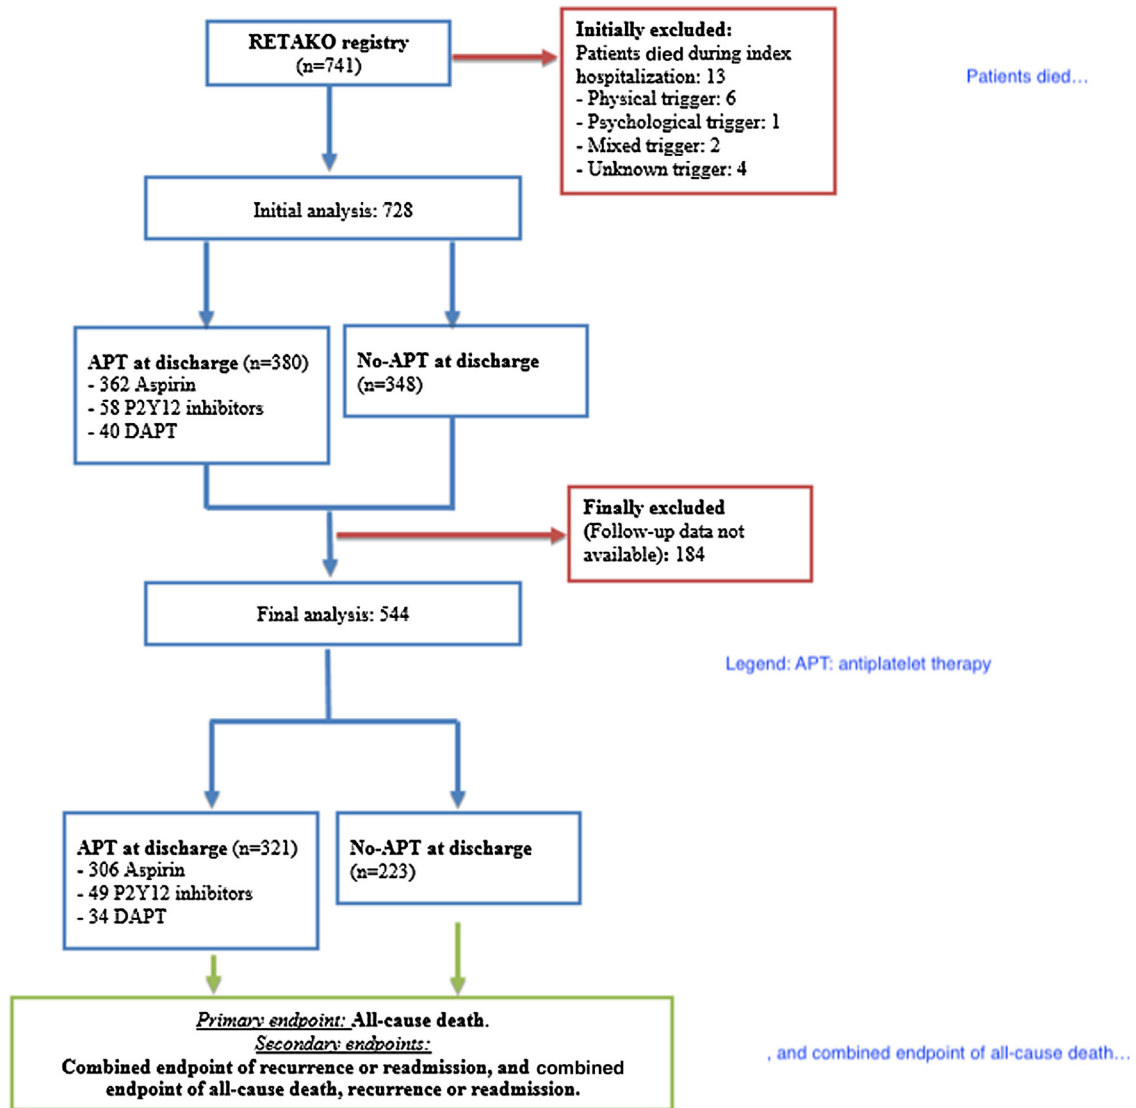 RETAKO registry
(n=741)
Initially excluded:
Patients died during index
hospitalization: 13
- Physical trigger: 6
- Psychological trigger: 1
- Mixed trigger: 2
- Unknown trigger: 4
Patients died...
Initial analysis: 728
APT at discharge (n=380)
- 362 Aspirin
- 58 P2Y12 inhibitors
- 40 DAPT
No-APT at discharge
(n=348)
Finally excluded
(Follow-up data not
available): 184
Final analysis: 544
Legend: APT: antiplatelet therapy
APT at discharge (n=321)
- 306 Aspirin
- 49 P2Y12 inhibitors
- 34 DAPT
No-APT at discharge
(n=223)
Primary endpoint: All-cause death.
Secondary endpoints:
Combined endpoint of recurrence or readmission, and combined
endpoint of all-cause death, recurrence or readmission.
, and combined endpoint of all-cause death...